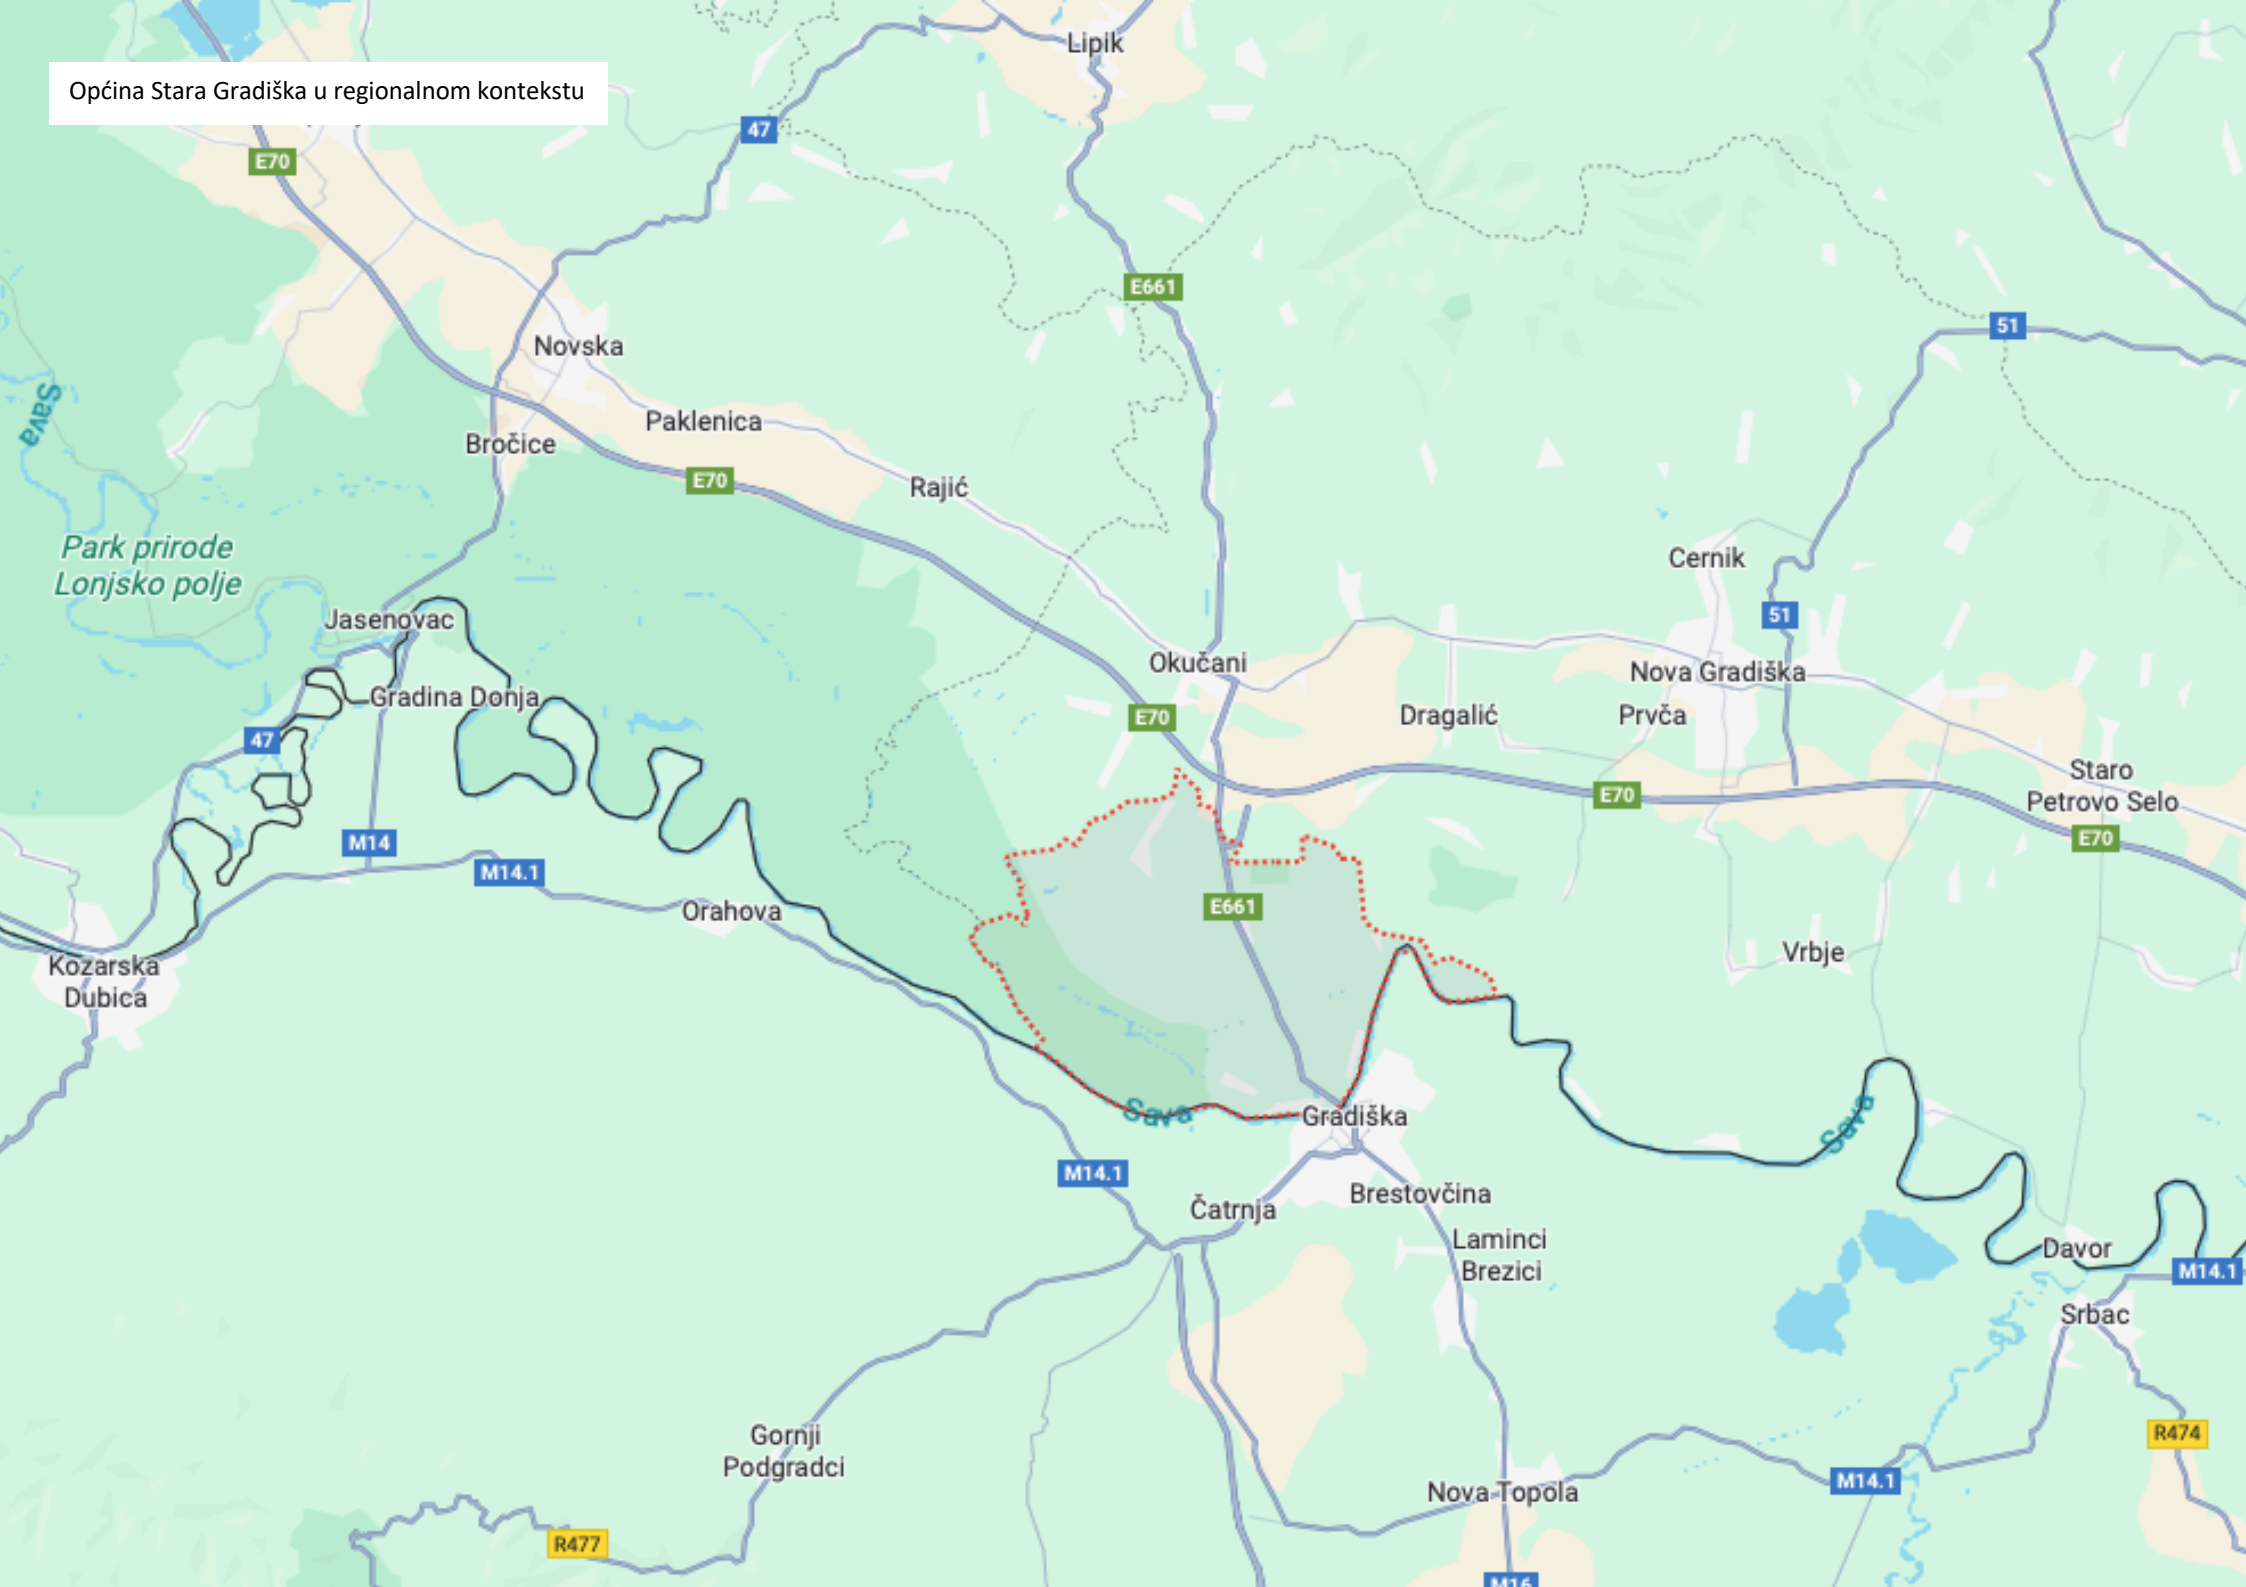 Lipik
Općina Stara Gradiška u regionalnom kontekstu
47
E70
E661
51
Novska
Sava
Paklenica
Bročice
E70
Rajić
Park prirode
Lonjsko polje
Cernik
Jasenovac
51
Okučani
Nova Gradiška
Gradina Donja
E70
Dragalić
Prvča
47
Staro
Petrovo Selo
E70
E70
M14
M14.1
Orahova
E661
Vrbje
Kozarska
Dubica
Sava
Gradiška
Sava
M14.1
Brestovčina
Čatrnja
Laminci
Brezici
Davor
M14.1
Srbac
Gornji
Podgradci
R474
M14.1
Nova Topola
R477
M16